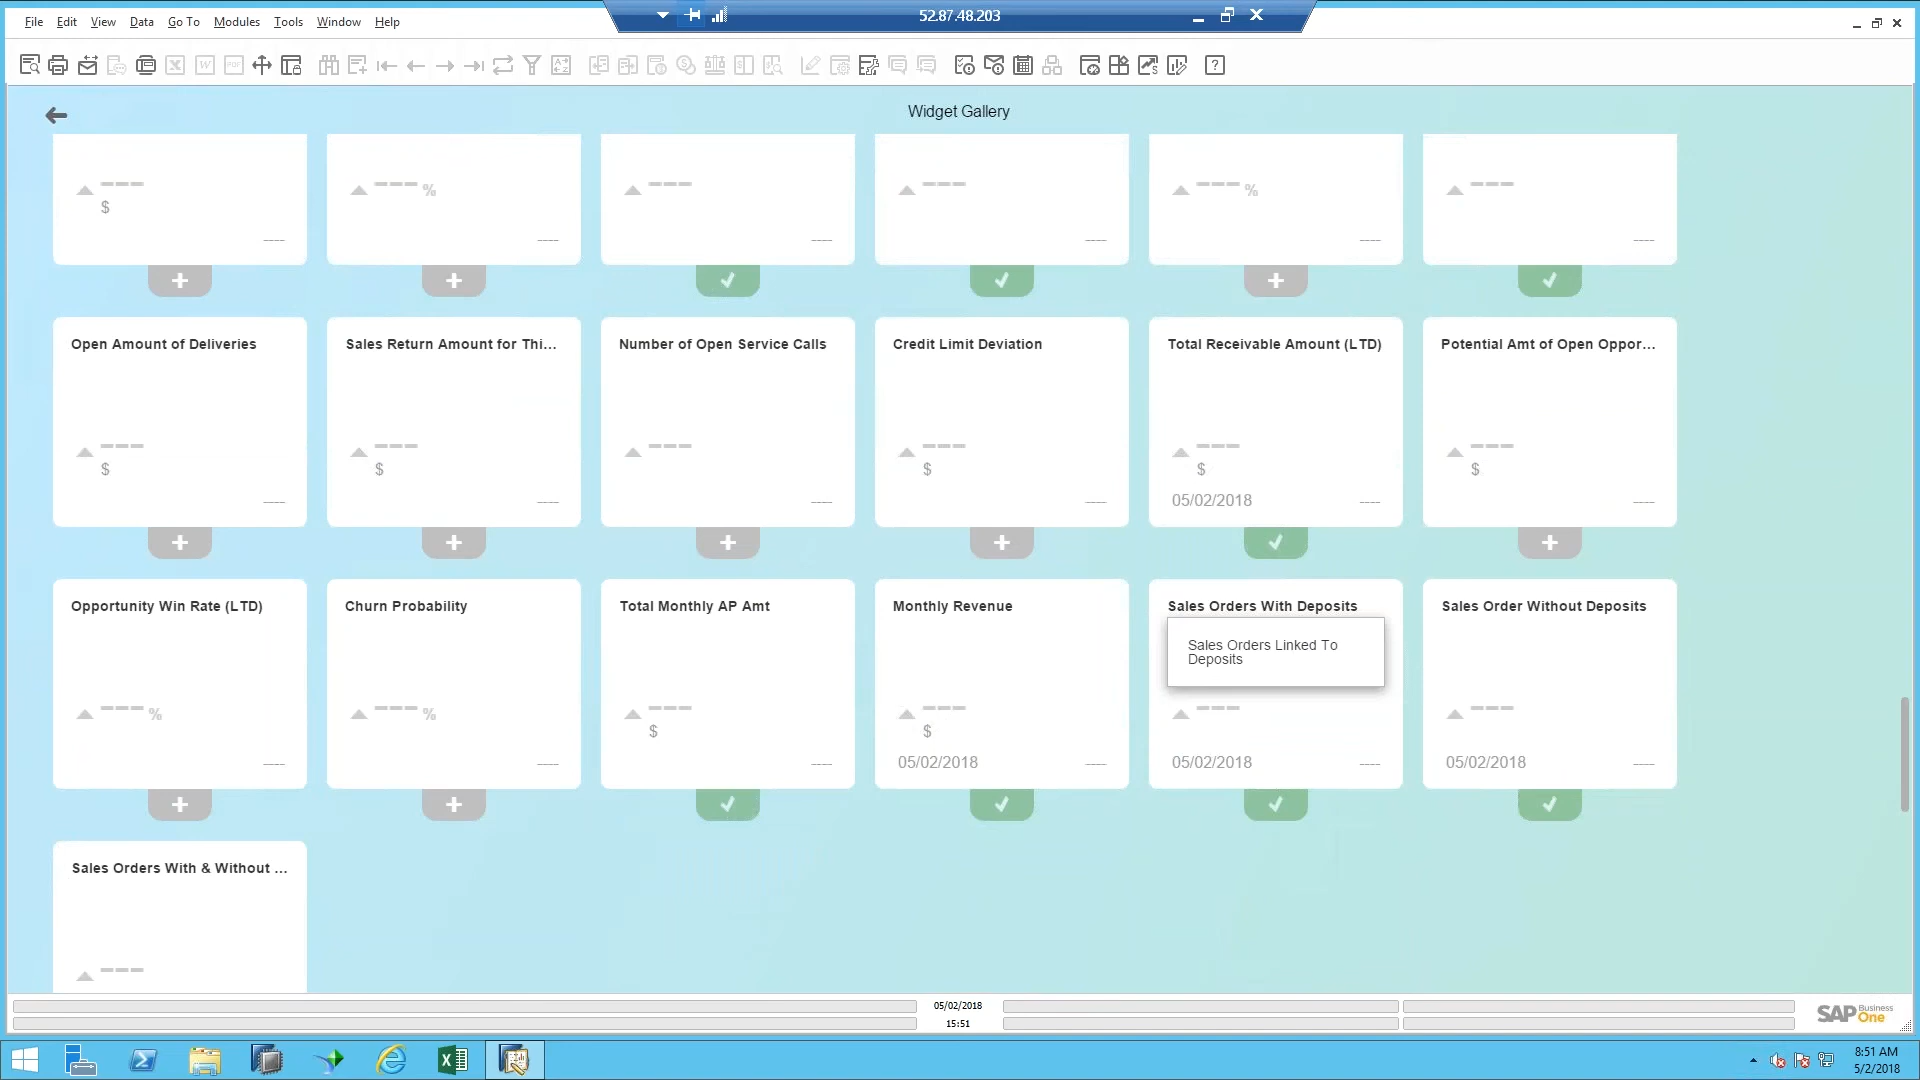 52.87.48.203
File Edit View Data Go To Modules Tools Window Help
Widget Gallery
$
%
%
Open Amount of Deliveries
Sales Return Amount for Thi...
Number of Open Service Calls
Credit Limit Deviation
Total Receivable Amount (LTD)
Potential Amt of Open Oppor...
$
$
$
$
$
05/02/2018
Opportunity Win Rate (LTD)
Churn Probability
Total Monthly AP Amt
Monthly Revenue
Sales Orders With Deposits
Sales Order Without Deposits
Sales Orders Linked To
Deposits
%
%
$
$
05/02/2018
05/02/2018
05/02/2018
Sales Orders With & Without ...
05/02/2018
15:51
SAP Business
One
8:51 AM
5/2/2018